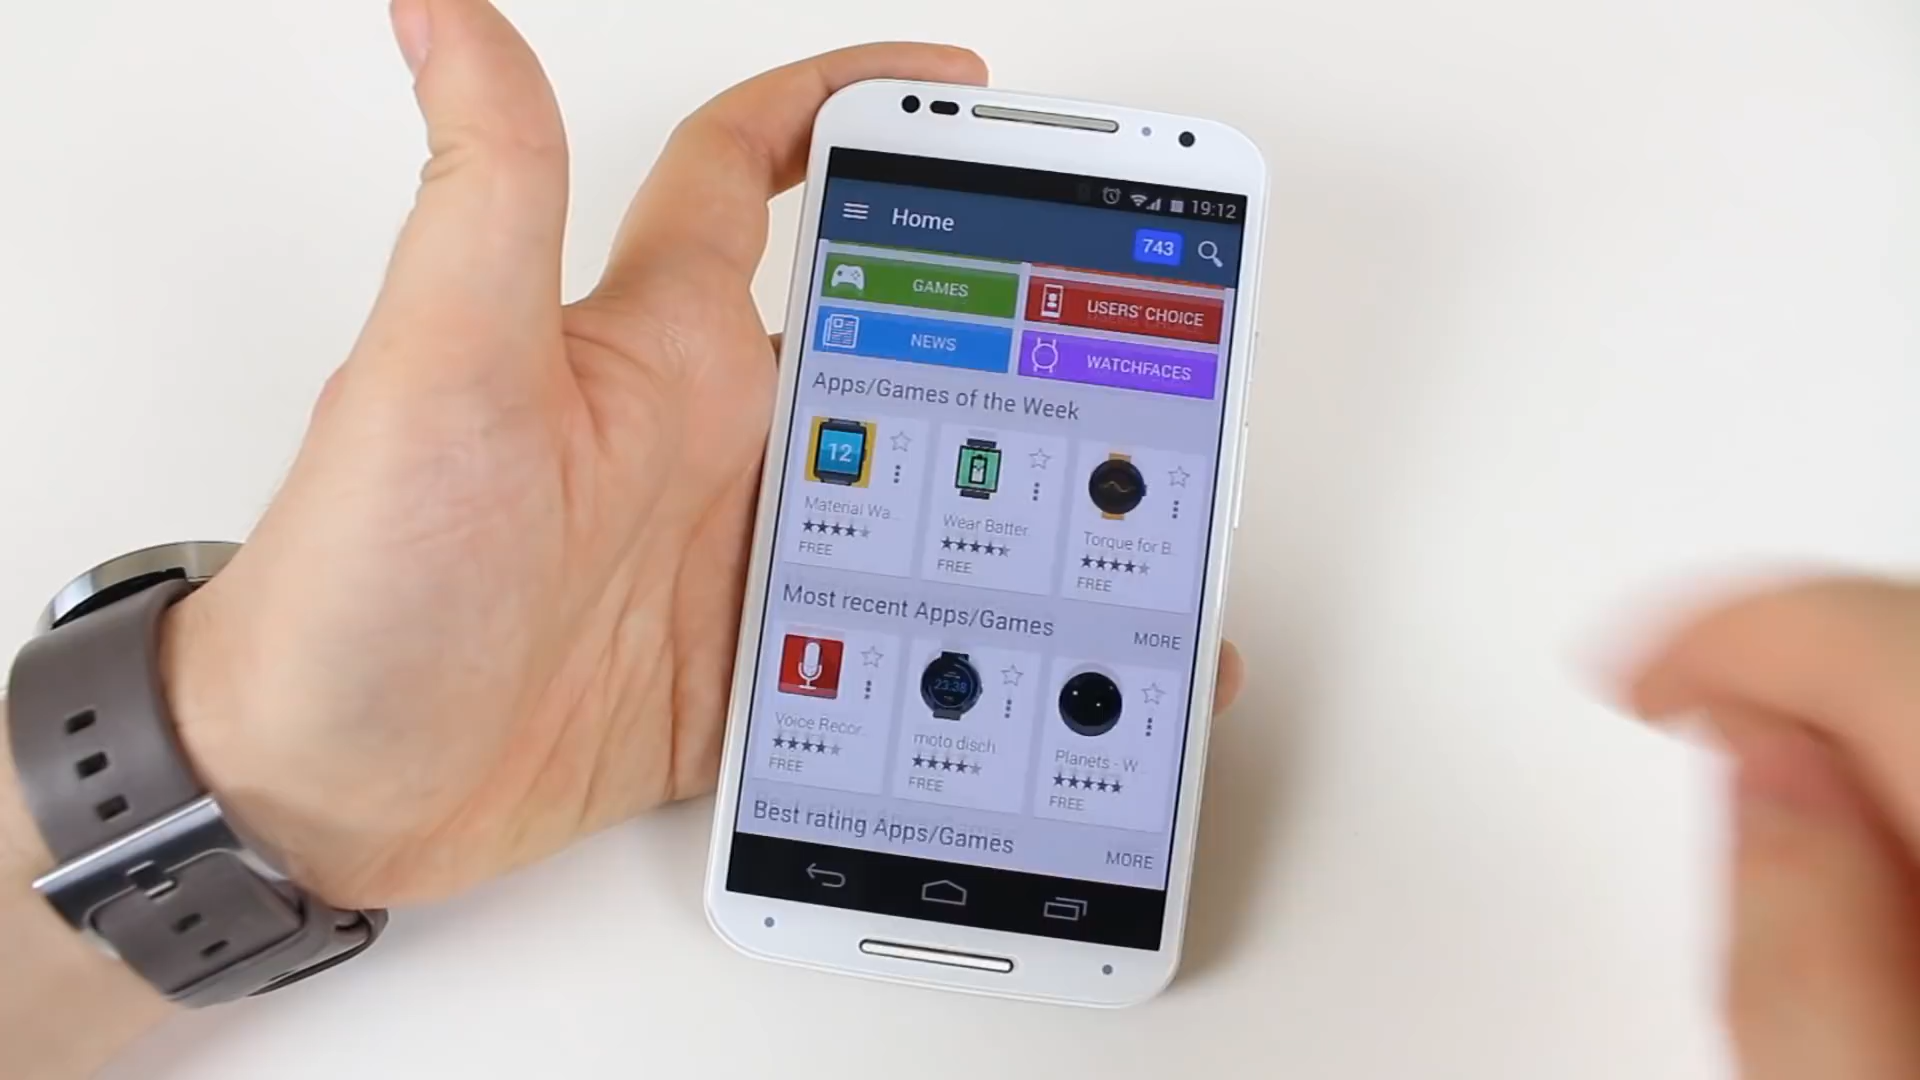 19:12
Home
743
GAMES
USERS' CHOICE
NEWS
WATCHFACES
Apps/Games of the Week
12
Material Wa...
FREE
Wear Batter
FREE
Torque for B...
FREE
Most recent Apps/Games
MORE
Voice Recor...
FREE
23:38
moto disch
FREE
Planets - W...
FREE
Best rating Apps/Games
MORE